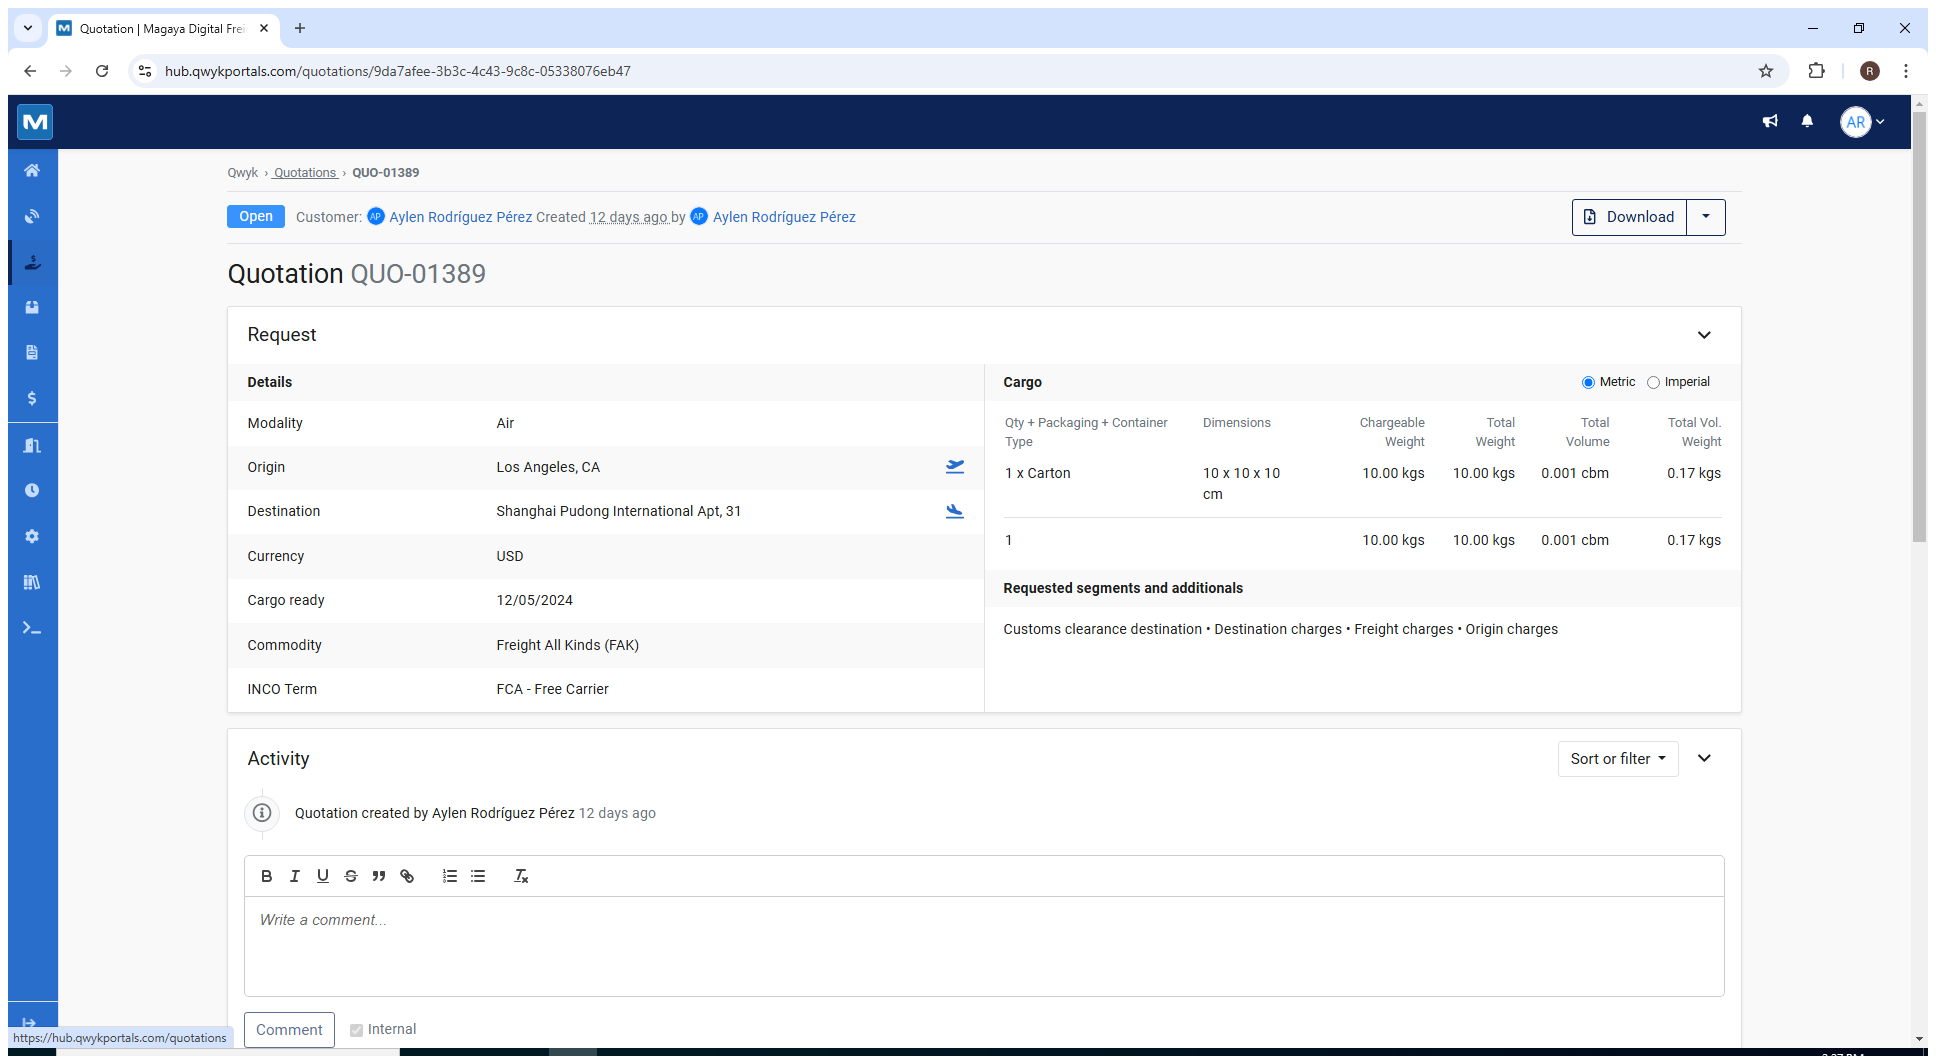 Quotation | Magaya Digital Frei
hub.qwykportals.com/quotations/9da7afee-3b3c-4c43-9c8c-05338076eb47
R
M
AR
Qwyk › Quotations › QUO-01389
Open Customer: AP Aylen Rodríguez Pérez Created 12 days ago by AP Aylen Rodríguez Pérez
Download
Quotation QUO-01389
Request
Details
Modality Air
Origin Los Angeles, CA
Destination Shanghai Pudong International Apt, 31
Currency USD
Cargo ready 12/05/2024
Commodity Freight All Kinds (FAK)
INCO Term FCA - Free Carrier
Cargo Metric Imperial
Qty + Packaging + Container Type Dimensions Chargeable Weight Total Weight Total Volume Total Vol. Weight
1 x Carton 10 x 10 x 10 cm 10.00 kgs 10.00 kgs 0.001 cbm 0.17 kgs
1 10.00 kgs 10.00 kgs 0.001 cbm 0.17 kgs
Requested segments and additionals
Customs clearance destination • Destination charges • Freight charges • Origin charges
Activity Sort or filter
Quotation created by Aylen Rodríguez Pérez 12 days ago
Write a comment...
Comment Internal
https://hub.qwykportals.com/quotations